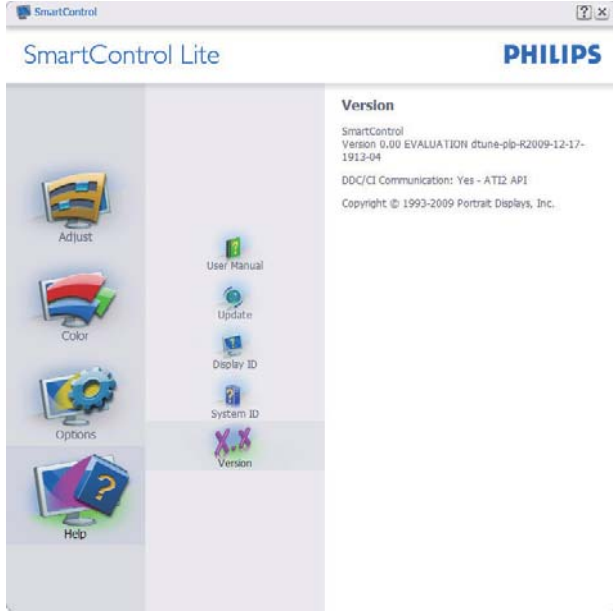 SmartControl
SmartControl Lite
PHILIPS
Adjust
Color
Options
Help
User Manual
Update
Display ID
System ID
X.X
Version
Version
SmartControl
Version 0.00 EVALUATION dtune-plp-R2009-12-17-
1913-04
DDC/CI Communication: Yes - ATI2 API
Copyright © 1993-2009 Portrait Displays, Inc.